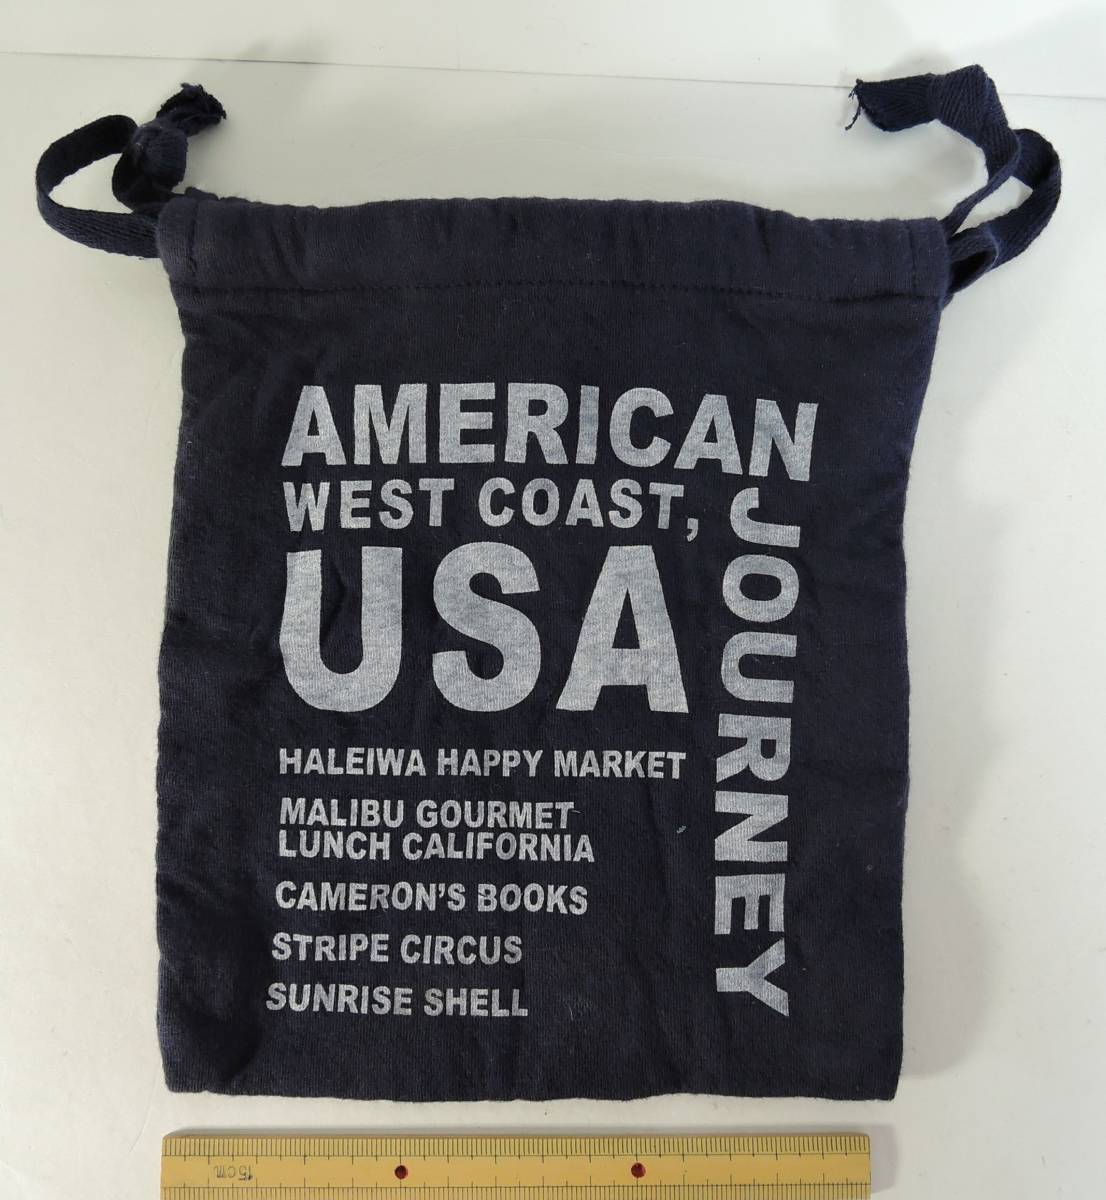 AMERICAN
WEST COAST,
USA
JOURNEY
HALEIWA HAPPY MARKET
MALIBU GOURMET
LUNCH CALIFORNIA
CAMERON'S BOOKS
STRIPE CIRCUS
SUNRISE SHELL
15cm